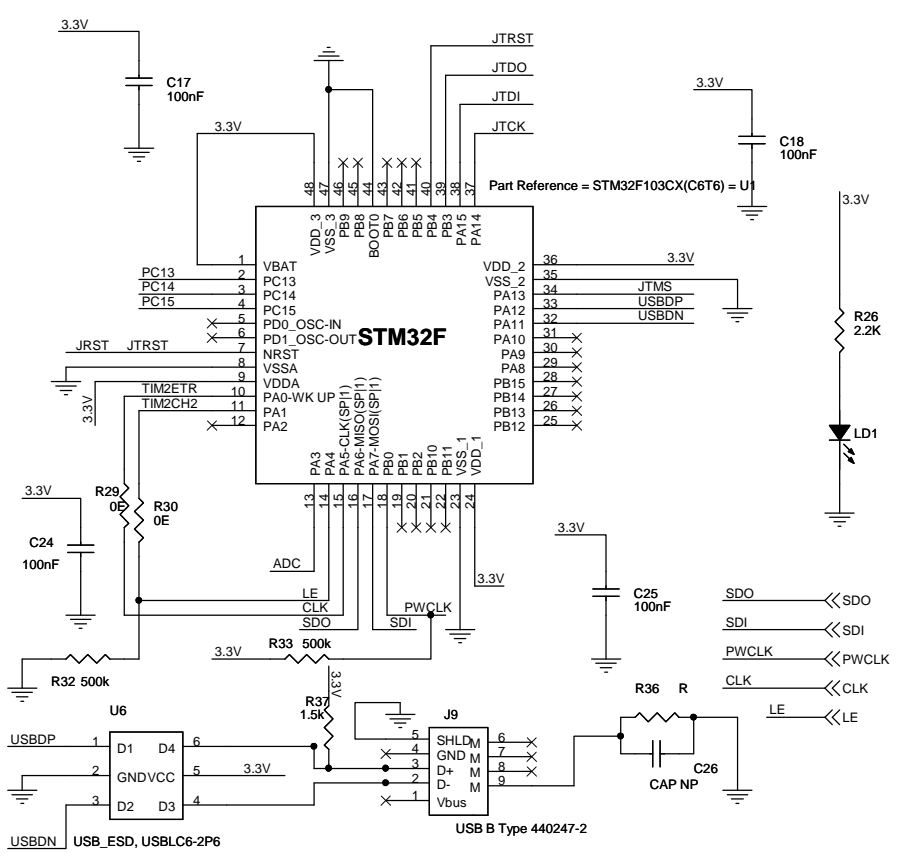 3.3V
C17
100nF
JTRST
JTDO
JTDI
JTCK
3.3V
C18
100nF
3.3V
48 47 46 45 44 43 42 41 40 39 38 37
Part Reference = STM32F103CX(C6T6) = U1
VDD_3 VSS_3 PB9 PB8 BOOT0 PB7 PB6 PB5 PB4 PB3 PA15 PA14
3.3V
1 VBAT
PC13 2 PC13
PC14 3 PC14
PC15 4 PC15
5 PD0_OSC-IN
6 PD1_OSC-OUT
JRST JTRST 7 NRST
8 VSSA
9 VDDA
3.3V
TIM2ETR 10 PA0-WK UP
TIM2CH2 11 PA1
12 PA2
STM32F
VDD_2 36 3.3V
VSS_2 35
PA13 34 JTMS
PA12 33 USBDP
PA11 32 USBDN
PA10 31
PA9 30
PA8 29
PB15 28
PB14 27
PB13 26
PB12 25
PA3 PA4 PA5-CLK(SP|1) PA6-MISO(SP|1) PA7-MOSI(SP|1) PB0 PB1 PB2 PB10 PB11 VSS_1 VDD_1
13 14 15 16 17 18 19 20 21 22 23 24
R26
2.2K
LD1
3.3V
C24
100nF
R29
0E
R30
0E
ADC
LE
CLK
SDO
SDI
PWCLK
3.3V
3.3V
C25
100nF
R32 500k
3.3V
R33 500k
SDO SDO
SDI SDI
PWCLK PWCLK
CLK CLK
LE LE
U6
USBDP 1 D1 D4 6
2 GND VCC 5 3.3V
3 D2 D3 4
USBDN
USB_ESD, USBLC6-2P6
3.3V
R37
1.5k
J9
5 SHLD M 6
4 GND M 7
3 D+ M 8
2 D- M 9
1 Vbus
USB B Type 440247-2
R36 R
C26
CAP NP